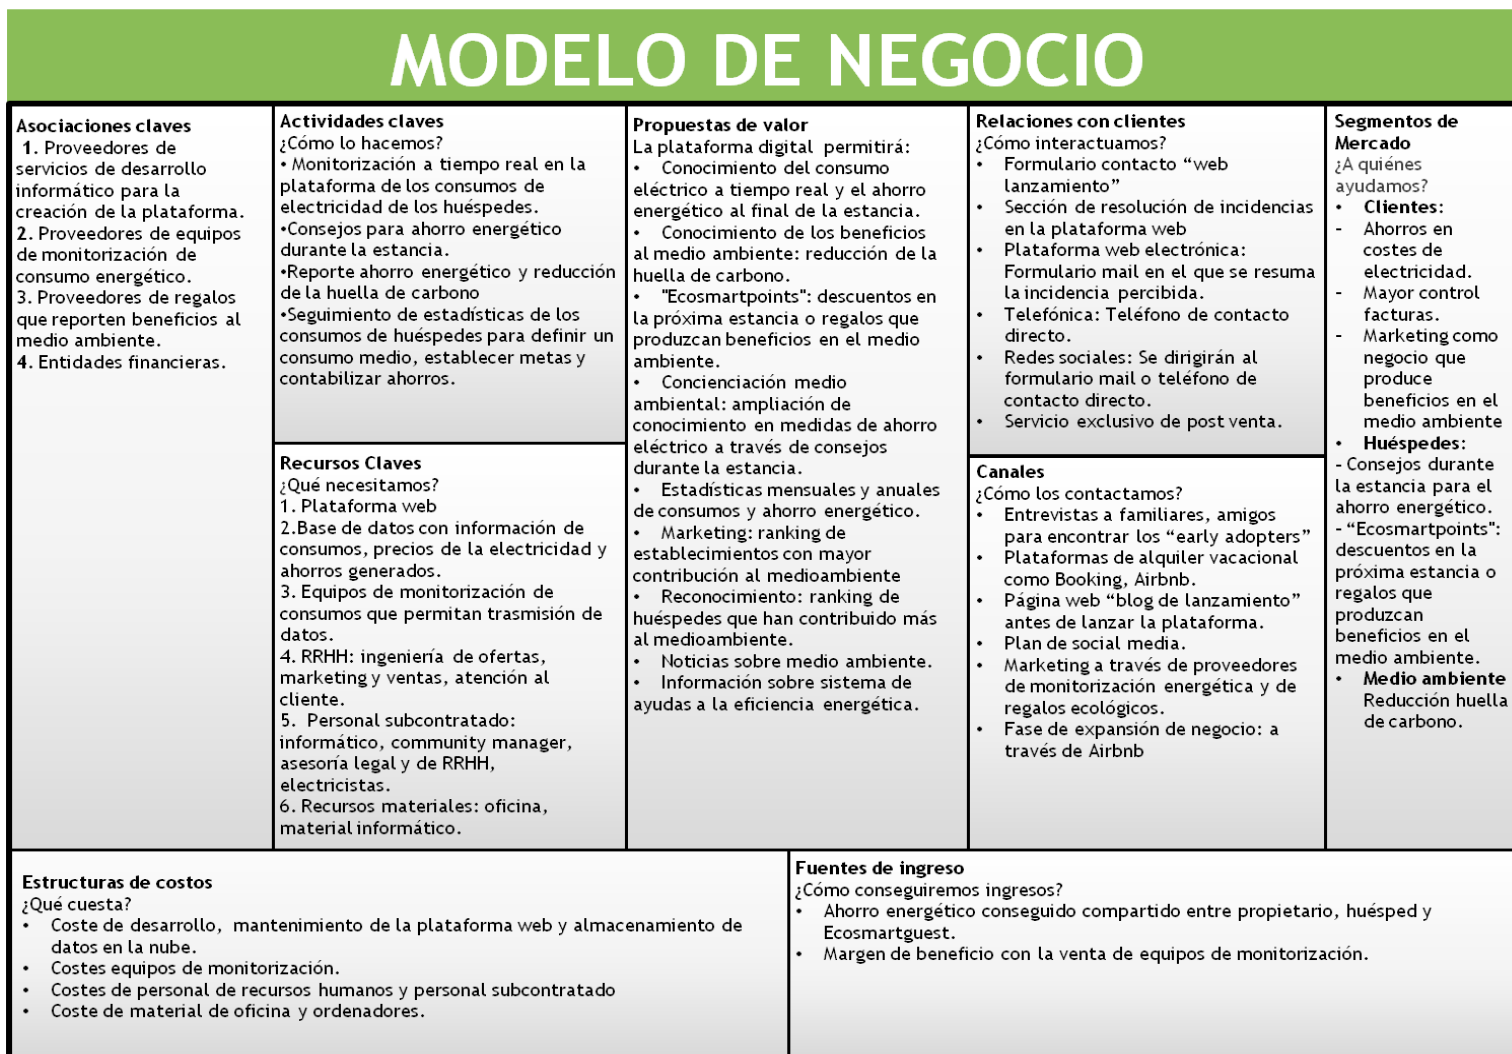 MODELO DE NEGOCIO
Asociaciones claves
1. Proveedores de
servicios de desarrollo
informático para la
creación de la plataforma.
2. Proveedores de equipos
de monitorización de
consumo energético.
3. Proveedores de regalos
que reporten beneficios al
medio ambiente.
4. Entidades financieras.
Actividades claves
¿Cómo lo hacemos?
• Monitorización a tiempo real en la
plataforma de los consumos de
electricidad de los huéspedes.
•Consejos para ahorro energético
durante la estancia.
•Reporte ahorro energético y reducción
de la huella de carbono
•Seguimiento de estadísticas de los
consumos de huéspedes para definir un
consumo medio, establecer metas y
contabilizar ahorros.
Recursos Claves
¿Qué necesitamos?
1. Plataforma web
2.Base de datos con información de
consumos, precios de la electricidad y
ahorros generados.
3. Equipos de monitorización de
consumos que permitan trasmisión de
datos.
4. RRHH: ingeniería de ofertas,
marketing y ventas, atención al
cliente.
5. Personal subcontratado:
informático, community manager,
asesoría legal y de RRHH,
electricistas.
6. Recursos materiales: oficina,
material informático.
Propuestas de valor
La plataforma digital permitirá:
• Conocimiento del consumo
eléctrico a tiempo real y el ahorro
energético al final de la estancia.
• Conocimiento de los beneficios
al medio ambiente: reducción de la
huella de carbono.
• "Ecosmartpoints": descuentos en
la próxima estancia o regalos que
produzcan beneficios en el medio
ambiente.
• Concienciación medio
ambiental: ampliación de
conocimiento en medidas de ahorro
eléctrico a través de consejos
durante la estancia.
• Estadísticas mensuales y anuales
de consumos y ahorro energético.
• Marketing: ranking de
establecimientos con mayor
contribución al medioambiente
• Reconocimiento: ranking de
huéspedes que han contribuido más
al medioambiente.
• Noticias sobre medio ambiente.
• Información sobre sistema de
ayudas a la eficiencia energética.
Relaciones con clientes
¿Cómo interactuamos?
• Formulario contacto “web
lanzamiento”
• Sección de resolución de incidencias
en la plataforma web
• Plataforma web electrónica:
Formulario mail en el que se resuma
la incidencia percibida.
• Telefónica: Teléfono de contacto
directo.
• Redes sociales: Se dirigirán al
formulario mail o teléfono de
contacto directo.
• Servicio exclusivo de post venta.
Canales
¿Cómo los contactamos?
• Entrevistas a familiares, amigos
para encontrar los “early adopters”
• Plataformas de alquiler vacacional
como Booking, Airbnb.
• Página web “blog de lanzamiento”
antes de lanzar la plataforma.
• Plan de social media.
• Marketing a través de proveedores
de monitorización energética y de
regalos ecológicos.
• Fase de expansión de negocio: a
través de Airbnb
Segmentos de
Mercado
¿A quiénes
ayudamos?
• Clientes:
- Ahorros en
costes de
electricidad.
- Mayor control
facturas.
- Marketing como
negocio que
produce
beneficios en el
medio ambiente
• Huéspedes:
- Consejos durante
la estancia para el
ahorro energético.
- “Ecosmartpoints":
descuentos en la
próxima estancia o
regalos que
produzcan
beneficios en el
medio ambiente.
• Medio ambiente
Reducción huella
de carbono.
Estructuras de costos
¿Qué cuesta?
• Coste de desarrollo, mantenimiento de la plataforma web y almacenamiento de
datos en la nube.
• Costes equipos de monitorización.
• Costes de personal de recursos humanos y personal subcontratado
• Coste de material de oficina y ordenadores.
Fuentes de ingreso
¿Cómo conseguiremos ingresos?
• Ahorro energético conseguido compartido entre propietario, huésped y
Ecosmartguest.
• Margen de beneficio con la venta de equipos de monitorización.